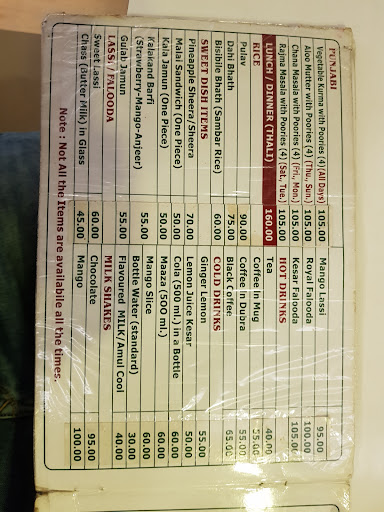 PUNJABI
Vegetable Kurma with Poories (4) (All Days) 105.00
Aloo Mutter with Poories (4) (Thu., Sun.) 105.00
Chana Masala with Poories (4) (Fri., Mon.) 105.00
Rajma Masala with Poories (4) (Sat., Tue.) 105.00
LUNCH / DINNER (THALI) 160.00
RICE
Pulav 90.00
Dahi Bhath 75.00
Bisibile Bhath (Sambar Rice) 60.00
SWEET DISH ITEMS
Pineapple Sheera/Sheera 70.00
Malai Sandwich (One Piece) 50.00
Kala Jamun (One Piece) 50.00
Kalakand Barfi 55.00
(Strawberry-Mango-Anjeer)
Gulab Jamun 55.00
LASSI / FALOODA
Sweet Lassi 60.00
Chass (Butter Milk) in Glass 45.00
Mango Lassi 95.00
Royal Falooda 100.00
Kesar Falooda 105.00
HOT DRINKS
Tea 40.00
Coffee in Mug 55.00
Coffee in Dubra 55.00
Black Coffee 65.00
COLD DRINKS
Ginger Lemon 55.00
Lemon Juice Kesar 50.00
Cola (500 ml.) in a Bottle 60.00
Maaza (500 ml.) 60.00
Mango Slice 60.00
Bottle Water (standard) 30.00
Flavoured MILK/Amul Cool 40.00
MILK SHAKES
Chocolate 95.00
Mango 100.00
Note : Not All the Items are availabile all the times.